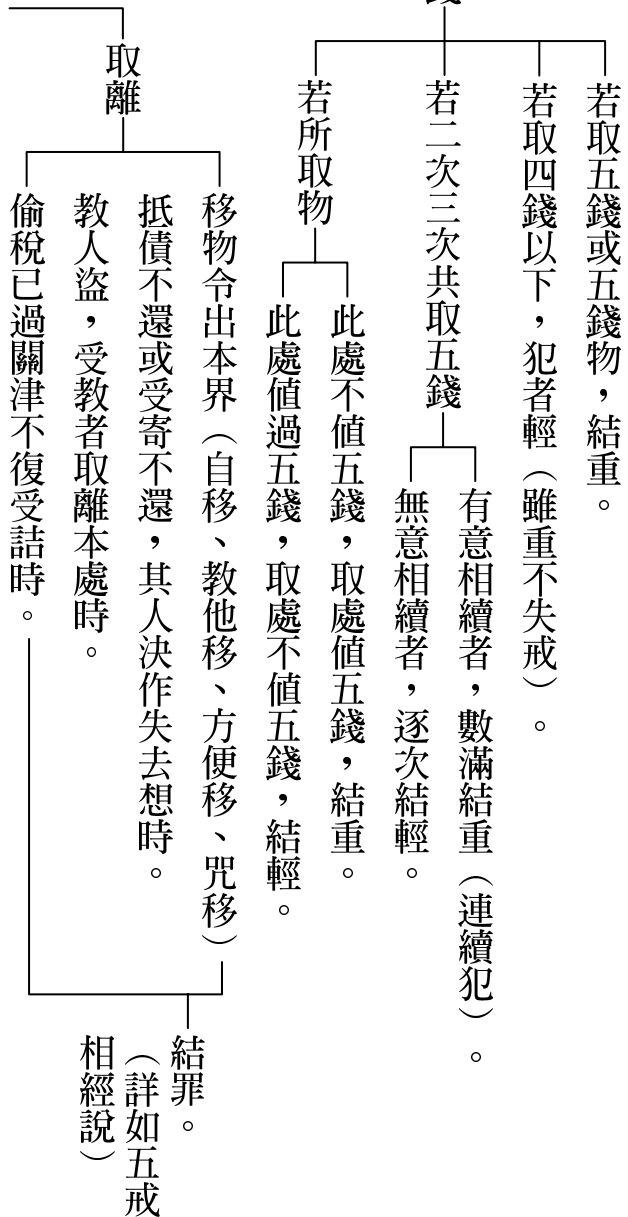 若取五錢或五錢物，結重。
若取四錢以下，犯者輕（雖重不失戒）。
若二次三次共取五錢
有意相續者，數滿結重（連續犯）。
無意相續者，逐次結輕。
若所取物
此處不值五錢，取處值五錢，結重。
此處值過五錢，取處不值五錢，結輕。
取離
移物令出本界（自移、教他移、方便移、咒移）
抵債不還或受寄不還，其人決作失去想時。
教人盜，受教者取離本處時。
偷稅已過關津不復受詰時。
結罪。
（詳如五戒
相經說）